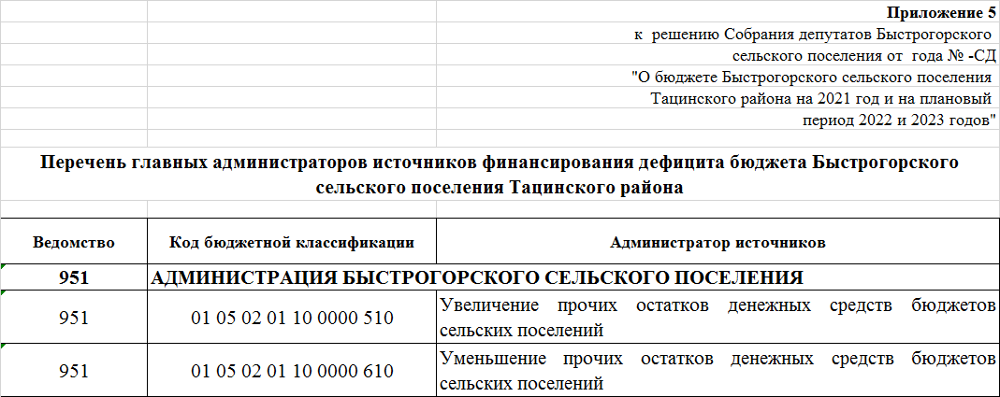 Приложение 5
к решению Собрания депутатов Быстрогорского
сельского поселения от года № -СД
"О бюджете Быстрогорского сельского поселения
Тацинского района на 2021 год и на плановый
период 2022 и 2023 годов"
Перечень главных администраторов источников финансирования дефицита бюджета Быстрогорского
сельского поселения Тацинского района
Ведомство Код бюджетной классификации Администратор источников
951 АДМИНИСТРАЦИЯ БЫСТРОГОРСКОГО СЕЛЬСКОГО ПОСЕЛЕНИЯ
951 01 05 02 01 10 0000 510 Увеличение прочих остатков денежных средств бюджетов
сельских поселений
951 01 05 02 01 10 0000 610 Уменьшение прочих остатков денежных средств бюджетов
сельских поселений